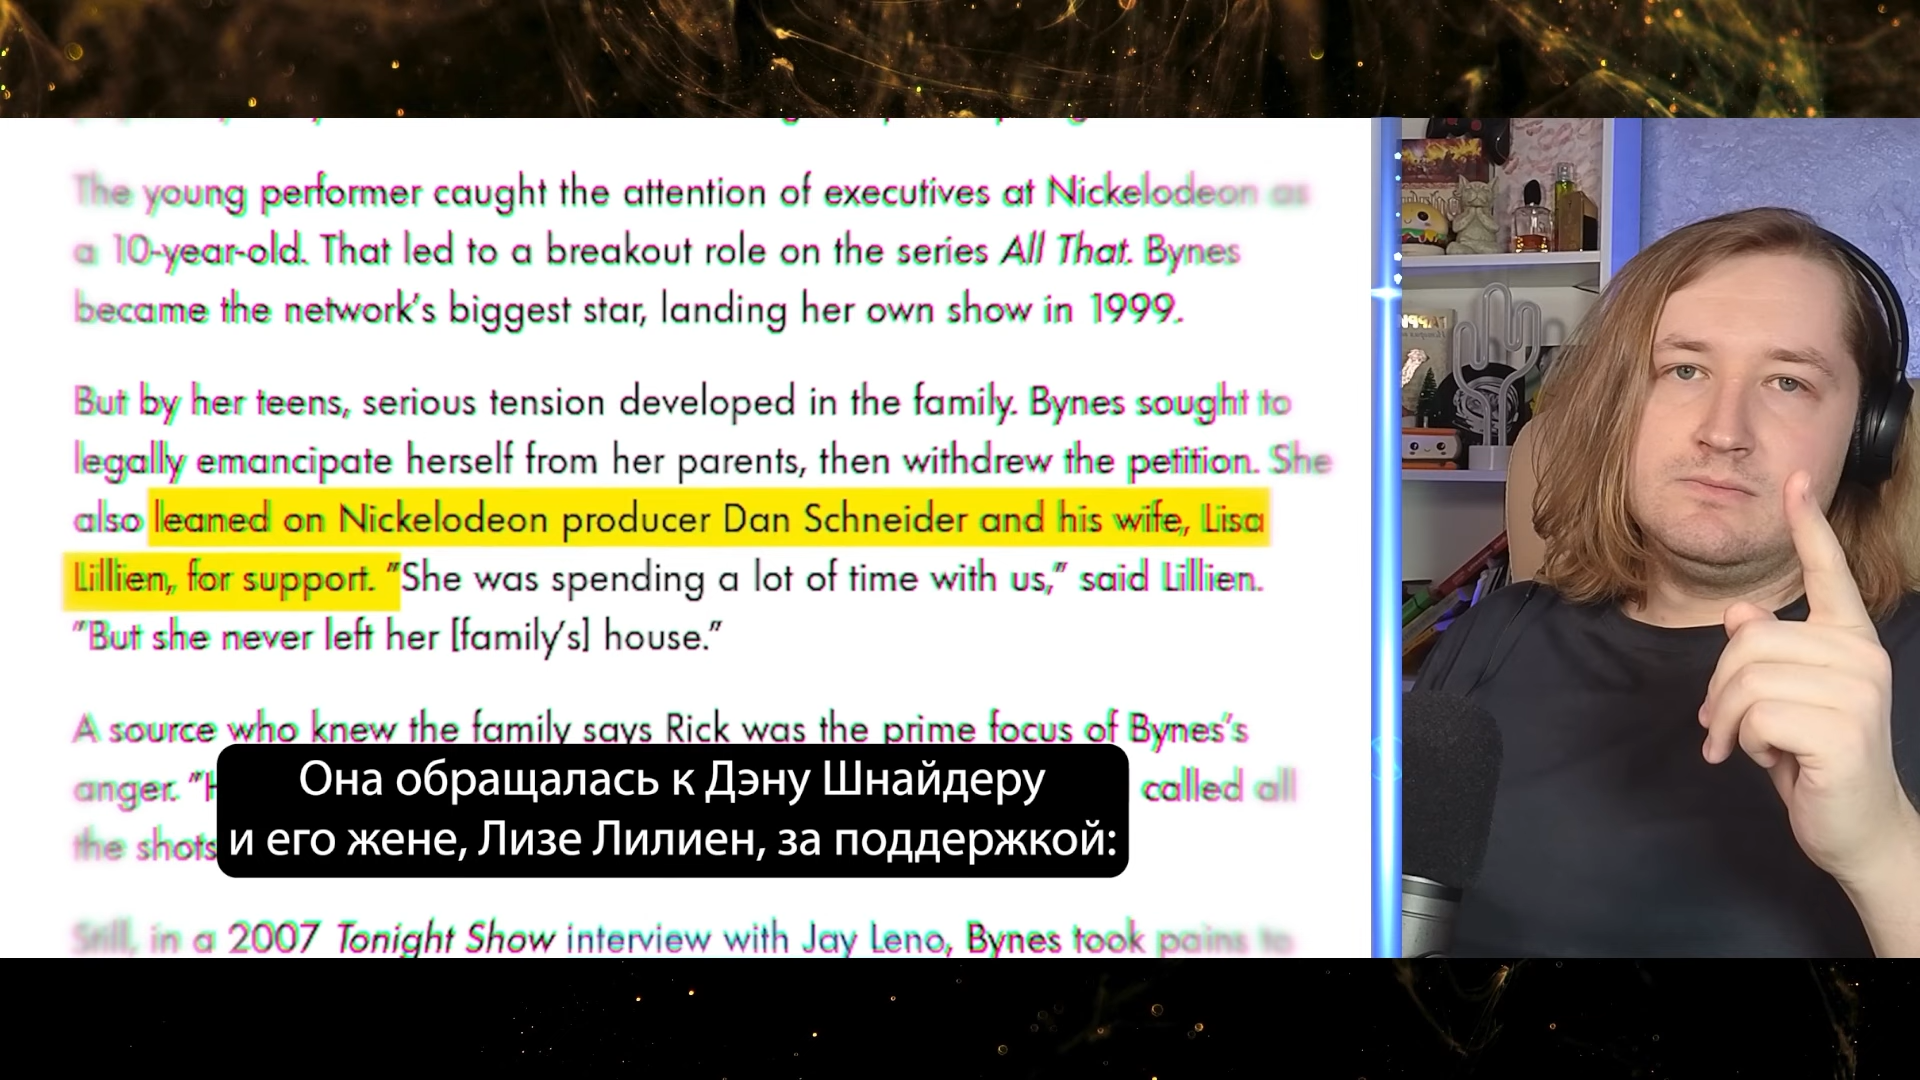 The young performer caught the attention of executives at Nickelodeon as
a 10-year-old. That led to a breakout role on the series All That. Bynes
became the network's biggest star, landing her own show in 1999.
But by her teens, serious tension developed in the family. Bynes sought to
legally emancipate herself from her parents, then withdrew the petition. She
also leaned on Nickelodeon producer Dan Schneider and his wife, Lisa
Lillien, for support. "She was spending a lot of time with us," said Lillien.
"But she never left her [family's] house."
A source who knew the family says Rick was the prime focus of Bynes's
anger. "H called all
the shots
Она обращалась к Дэну Шнайдеру
и его жене, Лизе Лилиен, за поддержкой:
Still, in a 2007 Tonight Show interview with Jay Leno, Bynes took pains to